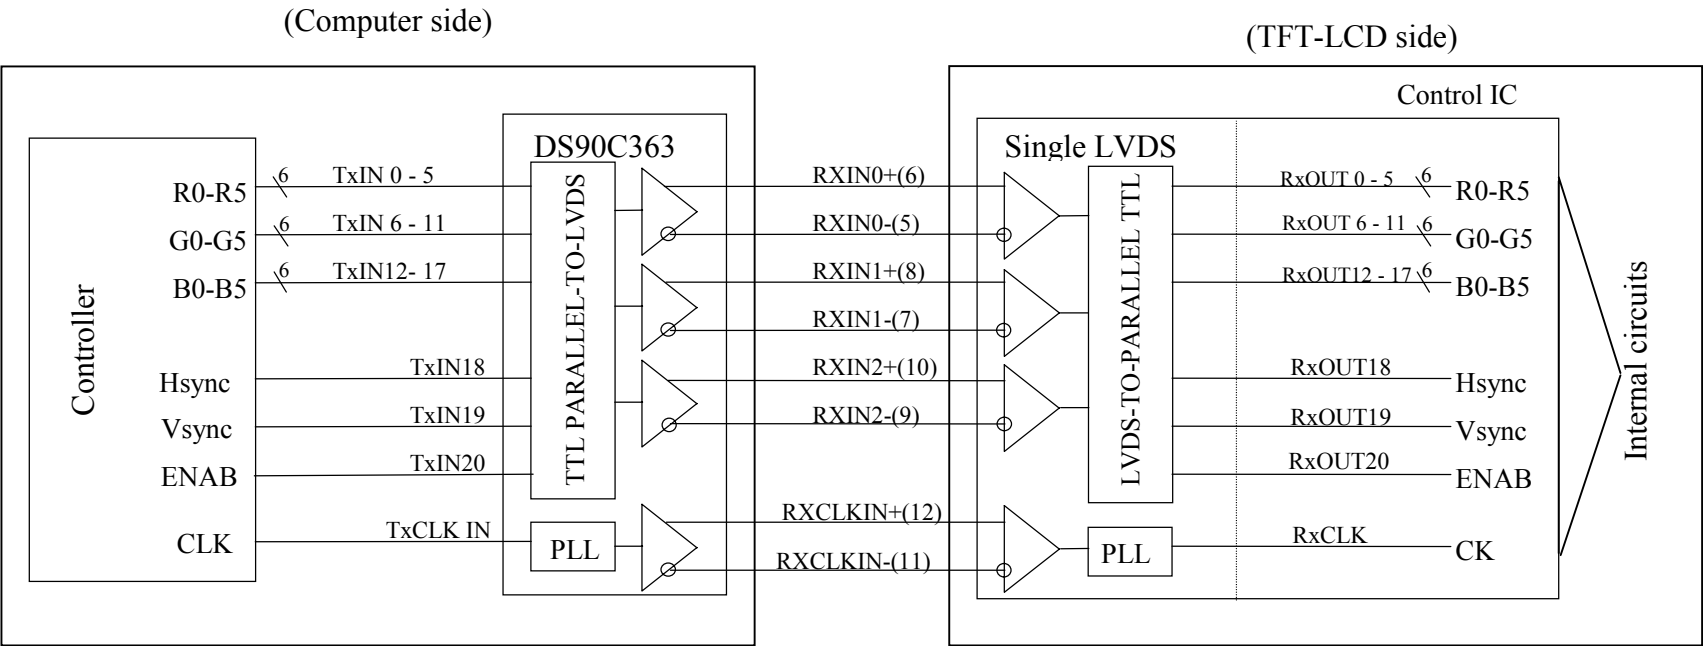 (Computer side)
(TFT-LCD side)
Control IC
DS90C363
Single LVDS
Controller
R0-R5
6
TxIN 0 - 5
G0-G5
6
TxIN 6 - 11
B0-B5
6
TxIN12- 17
Hsync
TxIN18
Vsync
TxIN19
ENAB
TxIN20
CLK
TxCLK IN
TTL PARALLEL-TO-LVDS
PLL
RXIN0+(6)
RXIN0-(5)
RXIN1+(8)
RXIN1-(7)
RXIN2+(10)
RXIN2-(9)
RXCLKIN+(12)
RXCLKIN-(11)
LVDS-TO-PARALLEL TTL
PLL
RxOUT 0 - 5
6
R0-R5
RxOUT 6 - 11
6
G0-G5
RxOUT12 - 17
6
B0-B5
RxOUT18
Hsync
RxOUT19
Vsync
RxOUT20
ENAB
RxCLK
CK
Internal circuits